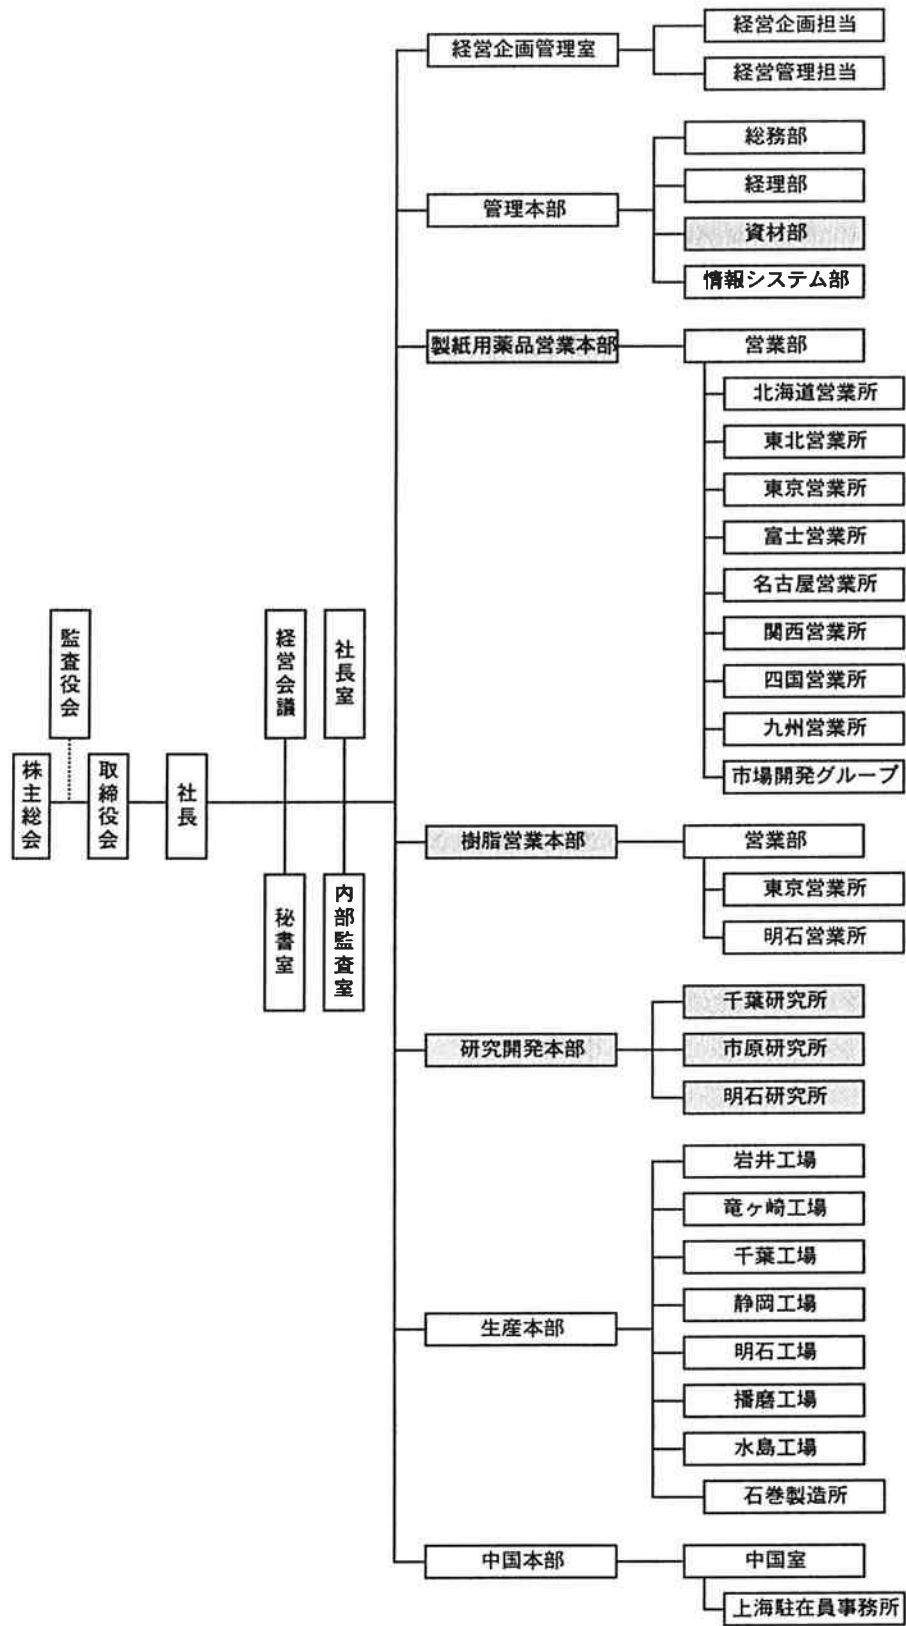 経営企画管理室
経営企画担当
経営管理担当
管理本部
総務部
経理部
資材部
情報システム部
製紙用薬品営業本部
営業部
北海道営業所
東北営業所
東京営業所
富士営業所
名古屋営業所
関西営業所
四国営業所
九州営業所
市場開発グループ
監査役会
経営会議
社長室
株主総会
取締役会
社長
秘書室
内部監査室
樹脂営業本部
営業部
東京営業所
明石営業所
研究開発本部
千葉研究所
市原研究所
明石研究所
生産本部
岩井工場
竜ヶ崎工場
千葉工場
静岡工場
明石工場
播磨工場
水島工場
石巻製造所
中国本部
中国室
上海駐在員事務所